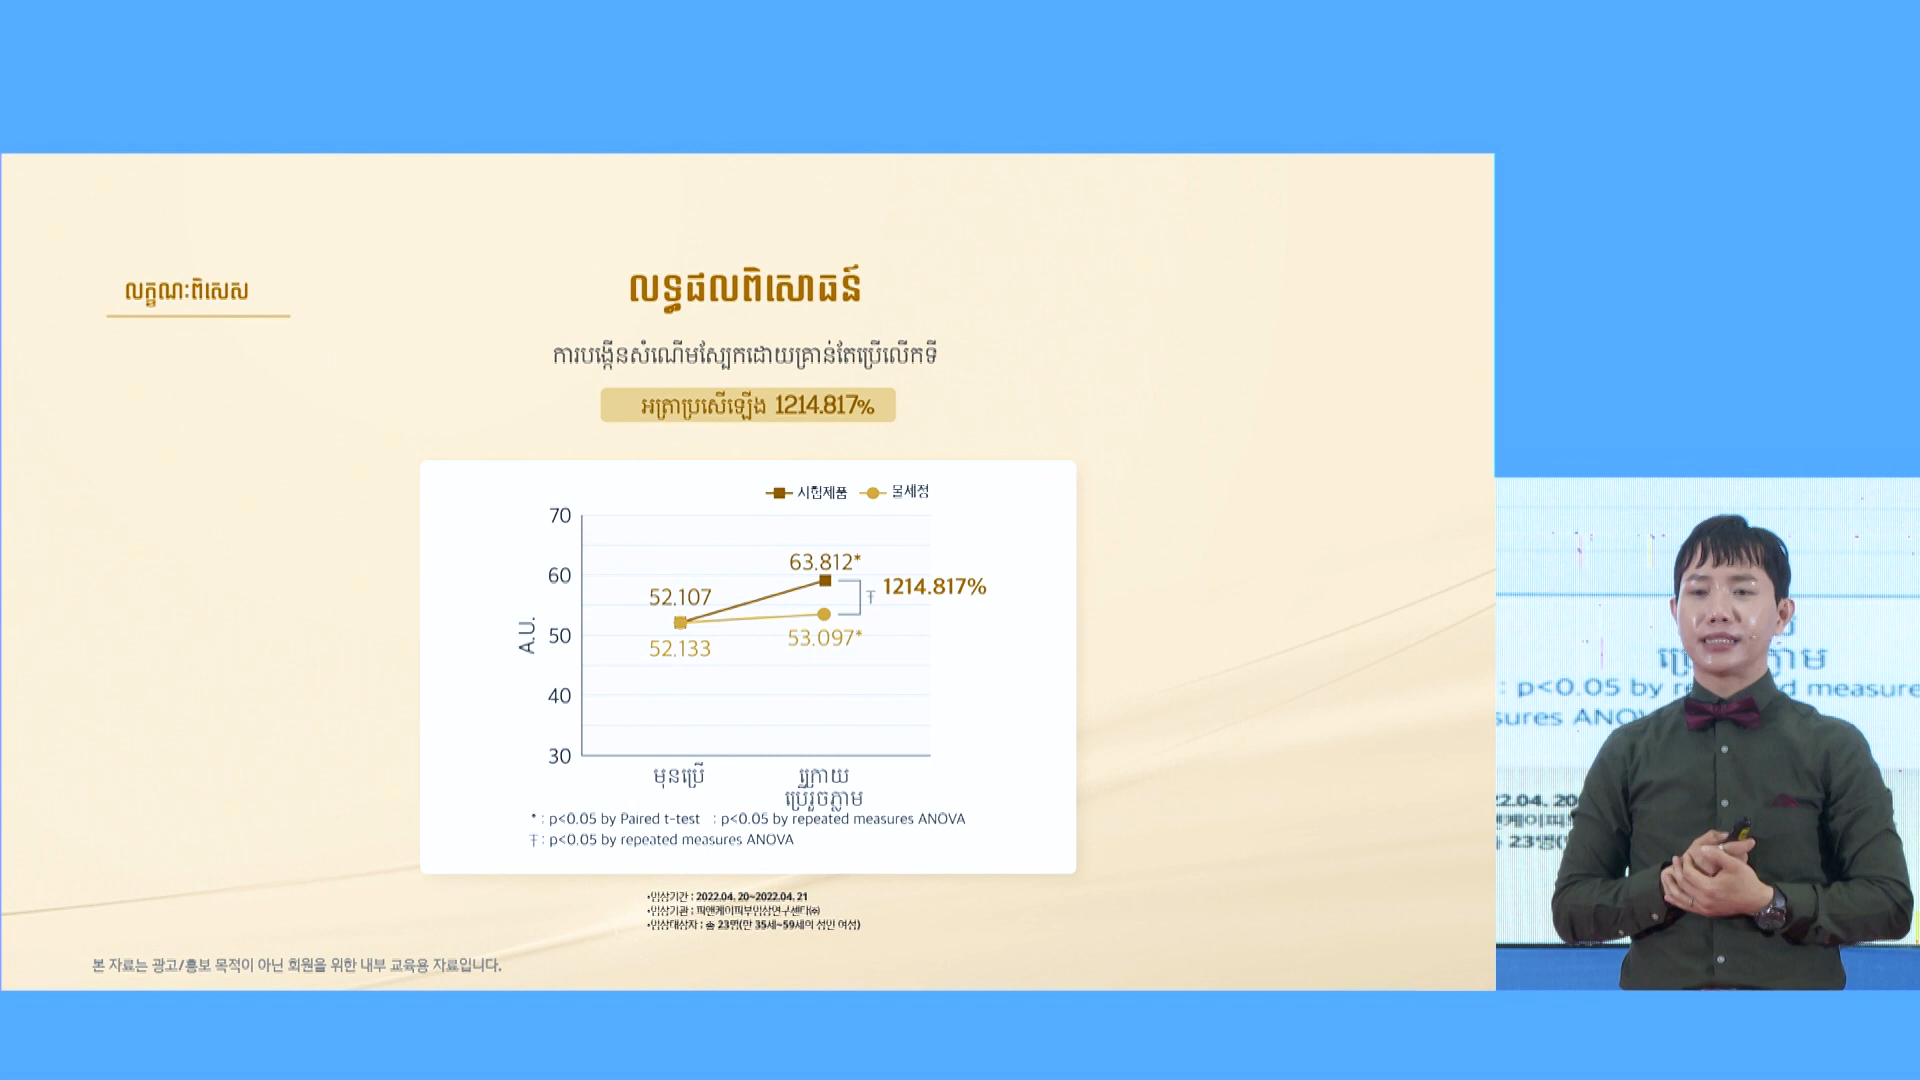 លក្ខណៈពិសេស
លទ្ធផលពិសោធន៍
ការបង្កើនសំណើមស្បែកដោយគ្រាន់តែប្រើលើកទី
អត្រាប្រសើរឡើង 1214.817%
시험제품 물세정
70
60
50
40
30
A.U.
52.107
52.133
63.812*
53.097*
Ŧ 1214.817%
មុនប្រើ
ក្រោយ
ប្រើរួចភ្លាម
* : p<0.05 by Paired t-test : p<0.05 by repeated measures ANOVA
Ŧ : p<0.05 by repeated measures ANOVA
•임상기간 : 2022.04. 20~2022.04. 21
•임상기관 : 피앤케이피부임상연구센타㈜
•임상대상자 : 총 23명(만 35세~59세의 성인 여성)
본 자료는 광고/홍보 목적이 아닌 회원을 위한 내부 교육용 자료입니다.
: p<0.05 by measure
sures